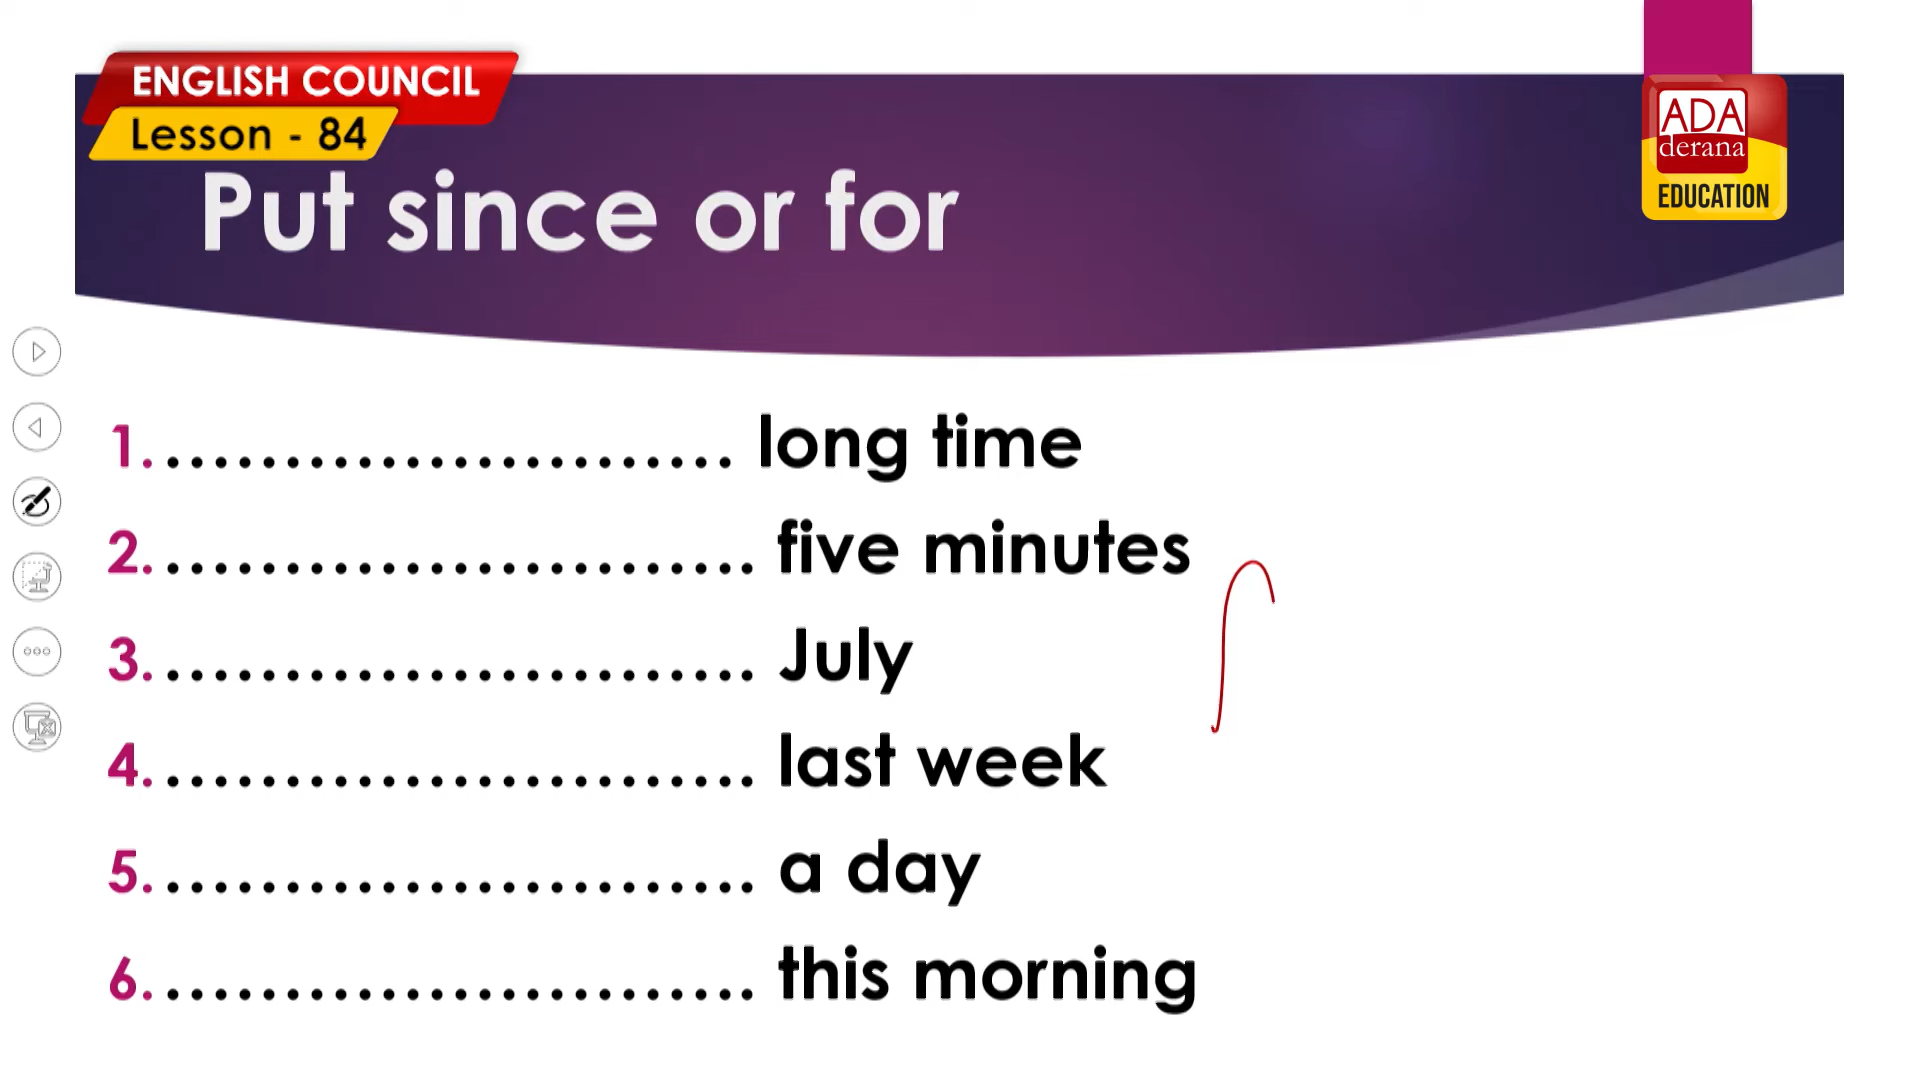 ENGLISH COUNCIL
Lesson - 84
Put since or for
ADA
derana
EDUCATION
1. ........................ long time
2. ......................... five minutes
3. ......................... July
4. ......................... last week
5. ......................... a day
6. ......................... this morning